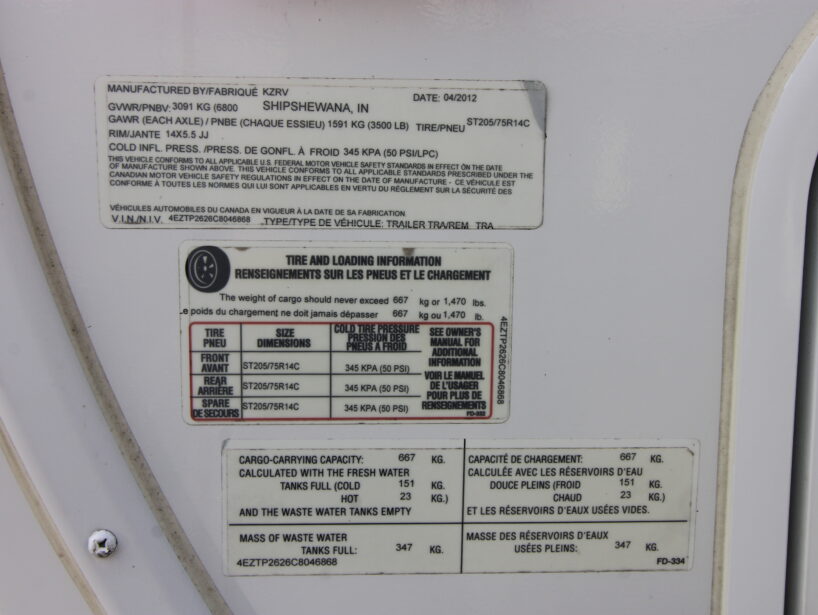 MANUFACTURED BY/FABRIQUÉ KZRV DATE: 04/2012
GVWR/PNBV: 3091 KG (6800 SHIPSHEWANA, IN
GAWR (EACH AXLE) / PNBE (CHAQUE ESSIEU) 1591 KG (3500 LB) TIRE/PNEU ST205/75R14C
RIM/JANTE 14X5.5 JJ
COLD INFL. PRESS. /PRESS. DE GONFL. À FROID 345 KPA (50 PSI/LPC)
THIS VEHICLE CONFORMS TO ALL APPLICABLE U.S. FEDERAL MOTOR VEHICLE SAFETY STANDARDS IN EFFECT ON THE DATE
OF MANUFACTURE SHOWN ABOVE. THIS VEHICLE CONFORMS TO ALL APPLICABLE STANDARDS PRESCRIBED UNDER THE
CANADIAN MOTOR VEHICLE SAFETY REGULATIONS IN EFFECT ON THE DATE OF MANUFACTURE - CE VÉHICULE EST
CONFORME À TOUTES LES NORMES QUI LUI SONT APPLICABLES EN VERTU DU RÈGLEMENT SUR LA SÉCURITÉ DES
VÉHICULES AUTOMOBILES DU CANADA EN VIGUEUR À LA DATE DE SA FABRICATION
V.I.N./N.I.V. 4EZTP2626C8046868 TYPE/TYPE DE VÉHICULE: TRAILER TRA/REM TRA
TIRE AND LOADING INFORMATION
RENSEIGNEMENTS SUR LES PNEUS ET LE CHARGEMENT
The weight of cargo should never exceed 667 kg or 1,470 lbs.
Le poids du chargement ne doit jamais dépasser 667 kg ou 1,470 lb.
TIRE SIZE COLD TIRE PRESSURE
PNEU DIMENSIONS PRESSION DES
PNEUS A FROID
FRONT
AVANT ST205/75R14C 345 KPA (50 PSI)
REAR
ARRIÈRE ST205/75R14C 345 KPA (50 PSI)
SPARE
DE SECOURS ST205/75R14C 345 KPA (50 PSI)
SEE OWNER'S
MANUAL FOR
ADDITIONAL
INFORMATION
VOIR LE MANUEL
DE L'USAGER
POUR PLUS DE
RENSEIGNEMENTS
FD-332
4EZTP2626C8046868
CARGO-CARRYING CAPACITY: 667 KG.
CALCULATED WITH THE FRESH WATER
TANKS FULL (COLD 151 KG.
HOT 23 KG.)
AND THE WASTE WATER TANKS EMPTY
MASS OF WASTE WATER
TANKS FULL: 347 KG.
4EZTP2626C8046868
CAPACITÉ DE CHARGEMENT: 667 KG.
CALCULÉE AVEC LES RÉSERVOIRS D'EAU
DOUCE PLEINS (FROID 151 KG.
CHAUD 23 KG.)
ET LES RÉSERVOIRS D'EAUX USÉES VIDES.
MASSE DES RÉSERVOIRS D'EAUX
USÉES PLEINS: 347 KG.
FD-334